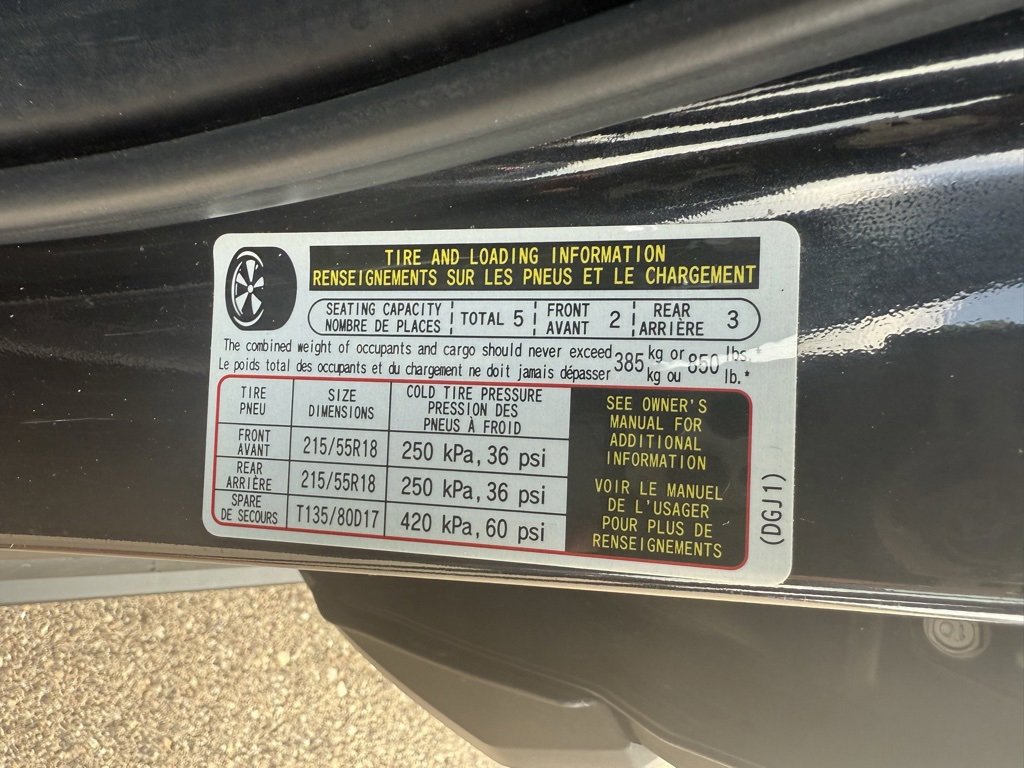 TIRE AND LOADING INFORMATION
RENSEIGNEMENTS SUR LES PNEUS ET LE CHARGEMENT
SEATING CAPACITY
NOMBRE DE PLACES
TOTAL 5
FRONT
AVANT
2
REAR
ARRIÈRE
3
The combined weight of occupants and cargo should never exceed 385 kg or 850 lbs.*
Le poids total des occupants et du chargement ne doit jamais dépasser kg ou lb.*
TIRE
PNEU
SIZE
DIMENSIONS
COLD TIRE PRESSURE
PRESSION DES
PNEUS À FROID
FRONT
AVANT
215/55R18
250 kPa, 36 psi
REAR
ARRIÈRE
215/55R18
250 kPa, 36 psi
SPARE
DE SECOURS
T135/80D17
420 kPa, 60 psi
SEE OWNER'S
MANUAL FOR
ADDITIONAL
INFORMATION
VOIR LE MANUEL
DE L'USAGER
POUR PLUS DE
RENSEIGNEMENTS
(DGJ1)